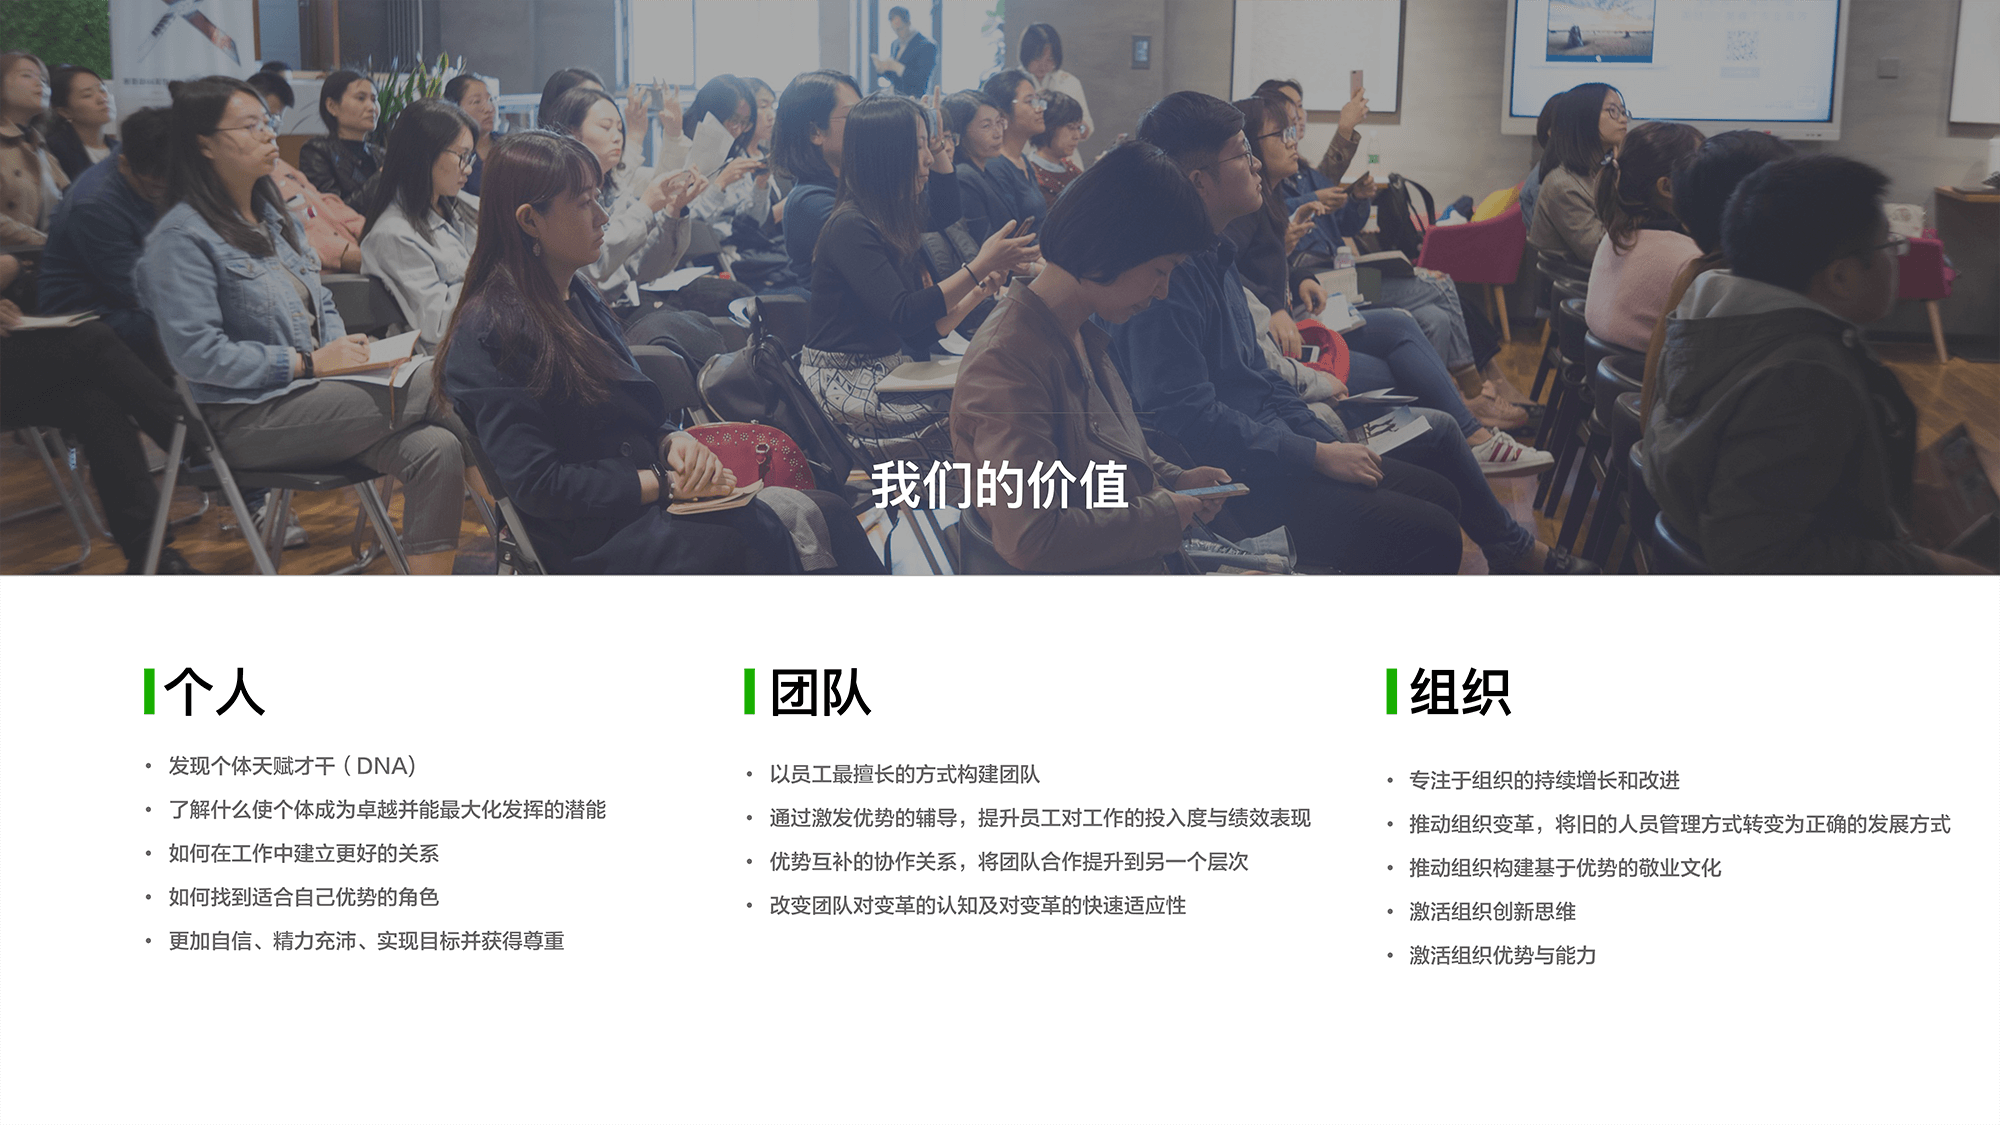 我们的价值
个人
• 发现个体天赋才干（DNA）
• 了解什么使个体成为卓越并能最大化发挥的潜能
• 如何在工作中建立更好的关系
• 如何找到适合自己优势的角色
• 更加自信、精力充沛、实现目标并获得尊重
团队
• 以员工最擅长的方式构建团队
• 通过激发优势的辅导，提升员工对工作的投入度与绩效表现
• 优势互补的协作关系，将团队合作提升到另一个层次
• 改变团队对变革的认知及对变革的快速适应性
组织
• 专注于组织的持续增长和改进
• 推动组织变革，将旧的人员管理方式转变为正确的发展方式
• 推动组织构建基于优势的敬业文化
• 激活组织创新思维
• 激活组织优势与能力